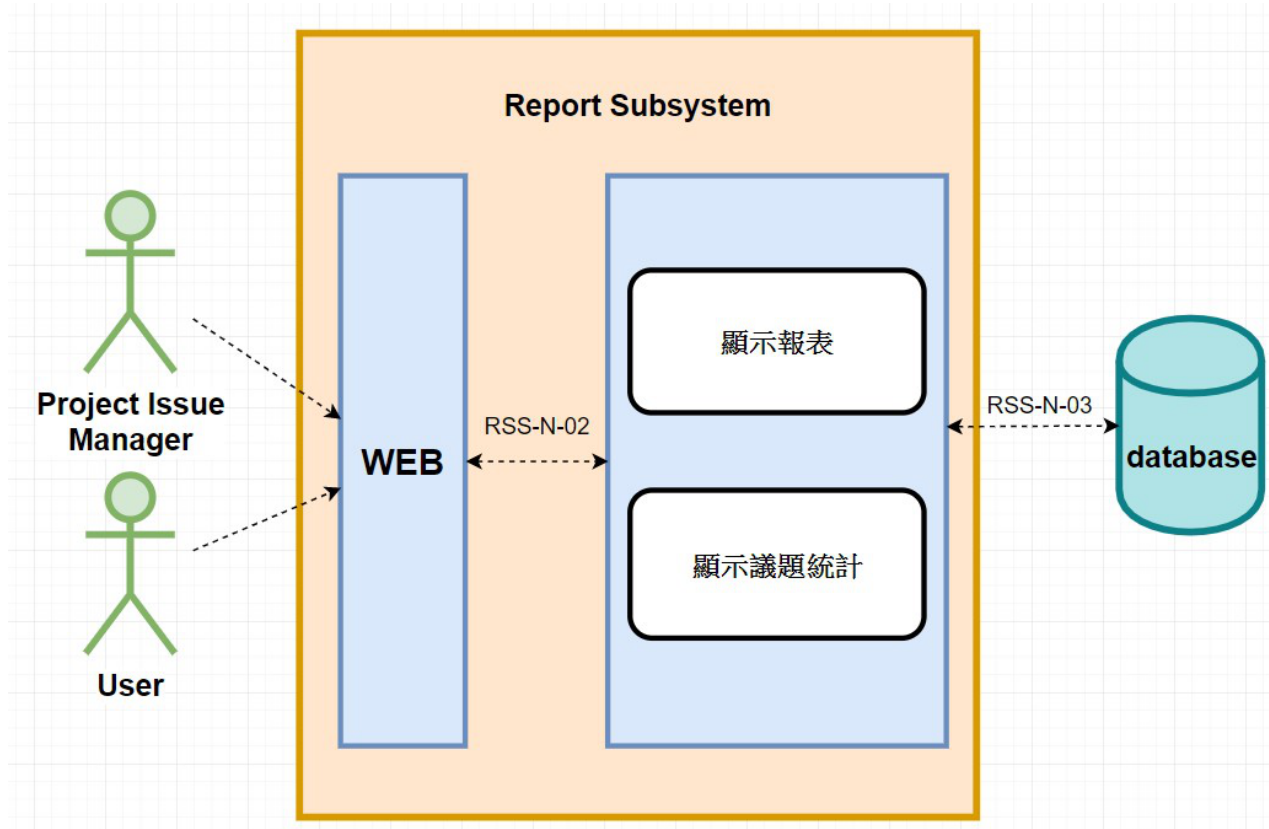 Report Subsystem
Project Issue
Manager
User
WEB
RSS-N-02
顯示報表
顯示議題統計
RSS-N-03
database